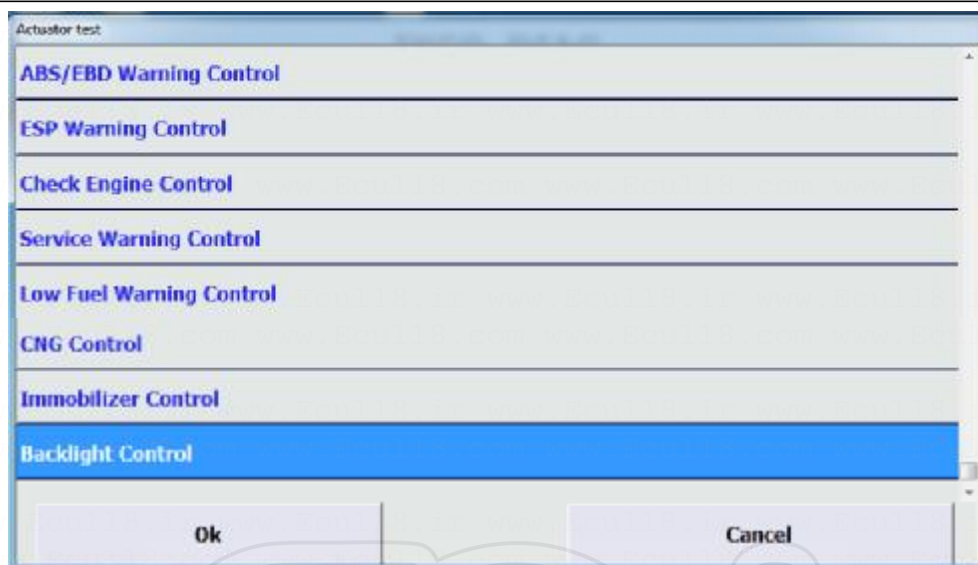 Actuator test
ABS/EBD Warning Control
ESP Warning Control
Check Engine Control
Service Warning Control
Low Fuel Warning Control
CNG Control
Immobilizer Control
Backlight Control
Ok
Cancel